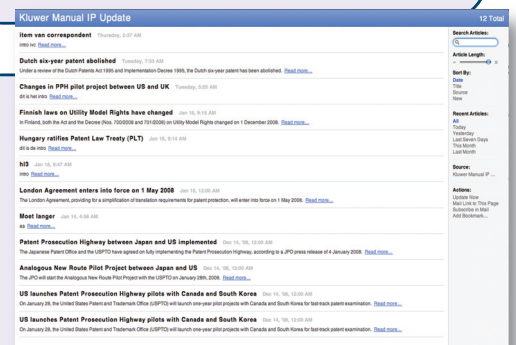 Kluwer Manual IP Update
12 Total
item van correspondent Thursday, 3:37 AM
intro ivc Read more...
Dutch six-year patent abolished Tuesday, 7:03 AM
Under a review of the Dutch Patents Act 1995 and Implementation Decree 1995, the Dutch six-year patent has been abolished. Read more...
Changes in PPH pilot project between US and UK Tuesday, 5:05 AM
dit is het intro Read more...
Finnish laws on Utility Model Rights have changed Jan 16, 9:15 AM
In Finland, both the Act and the Decree (Nos. 700/2008 and 701/2008) on Utility Model Rights changed on 1 December 2008. Read more...
Hungary ratifies Patent Law Treaty (PLT) Jan 16, 9:14 AM
dit is de intro Read more...
hl3 Jan 16, 8:47 AM
intro Read more...
London Agreement enters into force on 1 May 2008 Jan 16, 12:00 AM
The London Agreement, providing for a simplification of translation requirements for patent protection, will enter into force on 1 May 2008. Read more...
Moet langer Jan 14, 4:56 AM
aa Read more...
Patent Prosecution Highway between Japan and US implemented Dec 14, '08, 12:00 AM
The Japanese Patent Office and the USPTO have agreed on fully implementing the Patent Prosecution Highway, according to a JPO press release of 4 January 2008. Read more...
Analogous New Route Pilot Project between Japan and US Dec 14, '08, 12:00 AM
The JPO will start the Analogous New Route Pilot Project with the USPTO on January 28th, 2008. Read more...
US launches Patent Prosecution Highway pilots with Canada and South Korea Dec 14, '08, 12:00 AM
On January 28, the United States Patent and Trademark Office (USPTO) will launch one-year pilot projects with Canada and South Korea for fast-track patent examination. Read more...
US launches Patent Prosecution Highway pilots with Canada and South Korea Dec 14, '08, 12:00 AM
On January 28, the United States Patent and Trademark Office (USPTO) will launch one-year pilot projects with Canada and South Korea for fast-track patent examination. Read more...
Search Articles:
Article Length:
Sort By:
Date
Title
Source
New
Recent Articles:
All
Today
Yesterday
Last Seven Days
This Month
Last Month
Source:
Kluwer Manual IP ...
Actions:
Update Now
Mail Link to This Page
Subscribe in Mail
Add Bookmark...